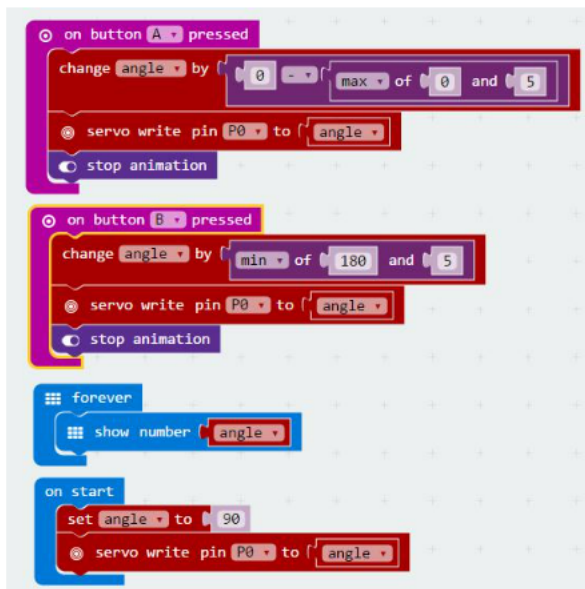 on button A pressed
change angle by 0 - max of 0 and 5
servo write pin P0 to angle
stop animation
on button B pressed
change angle by min of 180 and 5
servo write pin P0 to angle
stop animation
forever
show number angle
on start
set angle to 90
servo write pin P0 to angle